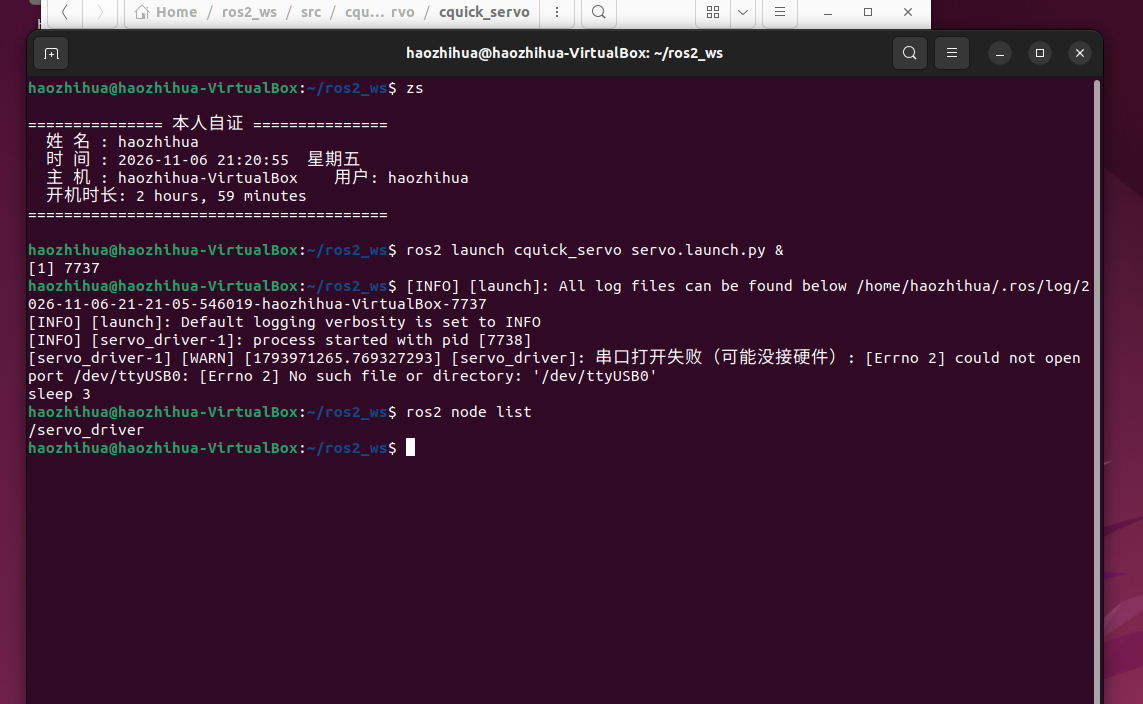 Home / ros2_ws / src / cqu... rvo / cquick_servo
haozhihua@haozhihua-VirtualBox: ~/ros2_ws
haozhihua@haozhihua-VirtualBox:~/ros2_ws$ zs
=============== 本人自证 ===============
姓 名 : haozhihua
时 间 : 2026-11-06 21:20:55 星期五
主 机 : haozhihua-VirtualBox 用户: haozhihua
开机时长: 2 hours, 59 minutes
========================================
haozhihua@haozhihua-VirtualBox:~/ros2_ws$ ros2 launch cquick_servo servo.launch.py &
[1] 7737
haozhihua@haozhihua-VirtualBox:~/ros2_ws$ [INFO] [launch]: All log files can be found below /home/haozhihua/.ros/log/2
026-11-06-21-21-05-546019-haozhihua-VirtualBox-7737
[INFO] [launch]: Default logging verbosity is set to INFO
[INFO] [servo_driver-1]: process started with pid [7738]
[servo_driver-1] [WARN] [1793971265.769327293] [servo_driver]: 串口打开失败（可能没接硬件）: [Errno 2] could not open
port /dev/ttyUSB0: [Errno 2] No such file or directory: '/dev/ttyUSB0'
sleep 3
haozhihua@haozhihua-VirtualBox:~/ros2_ws$ ros2 node list
/servo_driver
haozhihua@haozhihua-VirtualBox:~/ros2_ws$